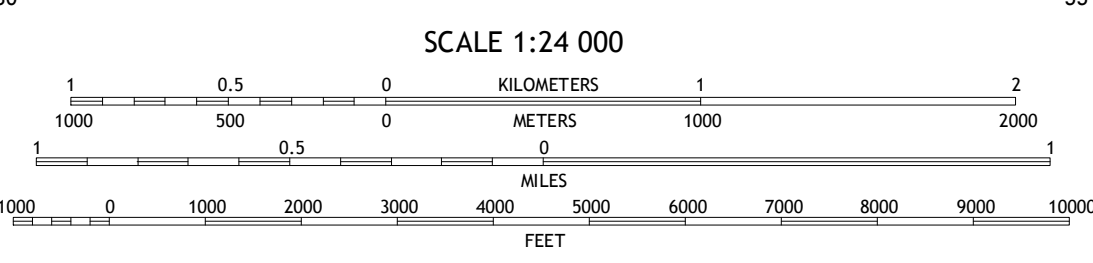 SCALE 1:24 000
1 0.5 0 KILOMETERS 1 2
1000 500 0 METERS 1000 2000
1 0.5 0 1
MILES
1000 0 1000 2000 3000 4000 5000 6000 7000 8000 9000 10000
FEET